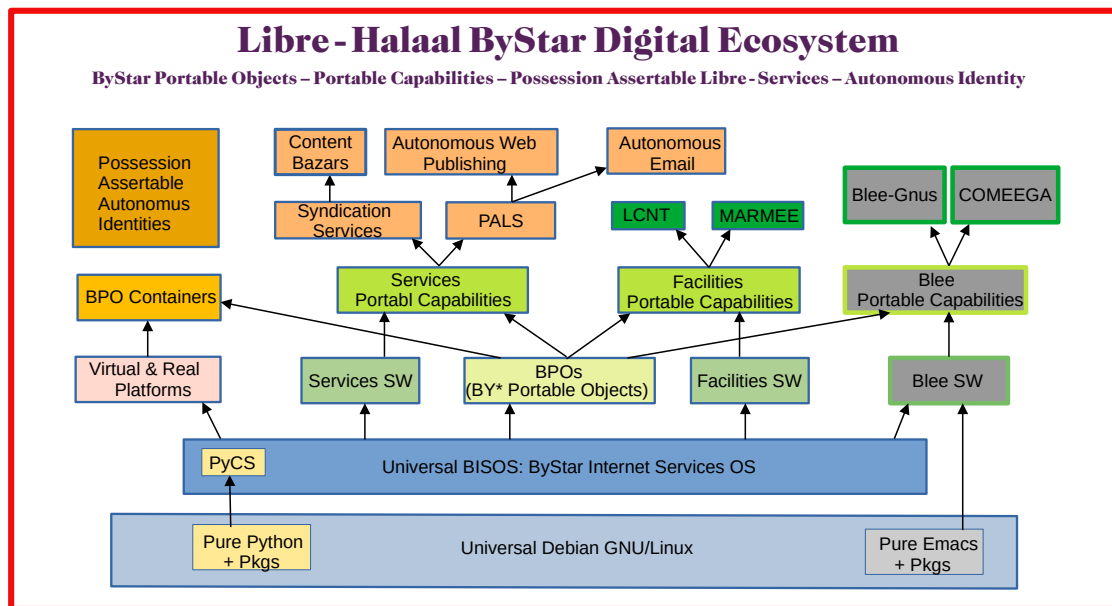 Libre-Halaal ByStar Digital Ecosystem
ByStar Portable Objects – Portable Capabilities – Possession Assertable Libre-Services – Autonomous Identity
Possession
Assertable
Autonomus
Identities
Content
Bazars
Autonomous Web
Publishing
Autonomous
Email
Syndication
Services
PALS
LCNT
MARMEE
Blee-Gnus
COMEEGA
BPO Containers
Services
Portabl Capabilities
Facilities
Portable Capabilities
Blee
Portable Capabilities
Virtual & Real
Platforms
Services SW
BPOs
(BY* Portable Objects)
Facilities SW
Blee SW
PyCS
Universal BISOS: ByStar Internet Services OS
Pure Python
+ Pkgs
Universal Debian GNU/Linux
Pure Emacs
+ Pkgs